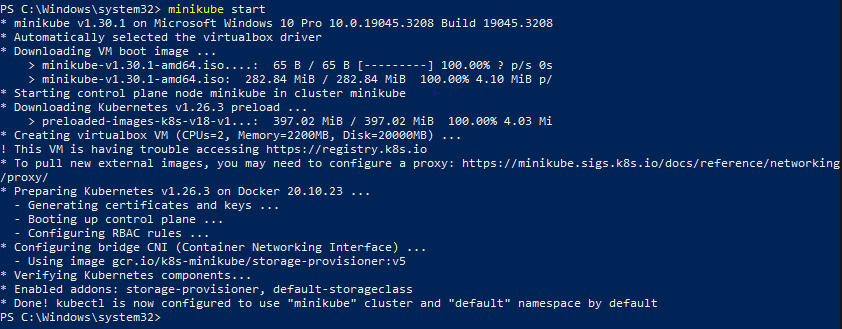 PS C:\Windows\system32> minikube start
* minikube v1.30.1 on Microsoft Windows 10 Pro 10.0.19045.3208 Build 19045.3208
* Automatically selected the virtualbox driver
* Downloading VM boot image ...
    > minikube-v1.30.1-amd64.iso....:  65 B / 65 B [---------] 100.00% ? p/s 0s
    > minikube-v1.30.1-amd64.iso:  282.84 MiB / 282.84 MiB  100.00% 4.10 MiB p/
* Starting control plane node minikube in cluster minikube
* Downloading Kubernetes v1.26.3 preload ...
    > preloaded-images-k8s-v18-v1...:  397.02 MiB / 397.02 MiB  100.00% 4.03 Mi
* Creating virtualbox VM (CPUs=2, Memory=2200MB, Disk=20000MB) ...
! This VM is having trouble accessing https://registry.k8s.io
* To pull new external images, you may need to configure a proxy: https://minikube.sigs.k8s.io/docs/reference/networking
/proxy/
* Preparing Kubernetes v1.26.3 on Docker 20.10.23 ...
  - Generating certificates and keys ...
  - Booting up control plane ...
  - Configuring RBAC rules ...
* Configuring bridge CNI (Container Networking Interface) ...
  - Using image gcr.io/k8s-minikube/storage-provisioner:v5
* Verifying Kubernetes components...
* Enabled addons: storage-provisioner, default-storageclass
* Done! kubectl is now configured to use "minikube" cluster and "default" namespace by default
PS C:\Windows\system32>